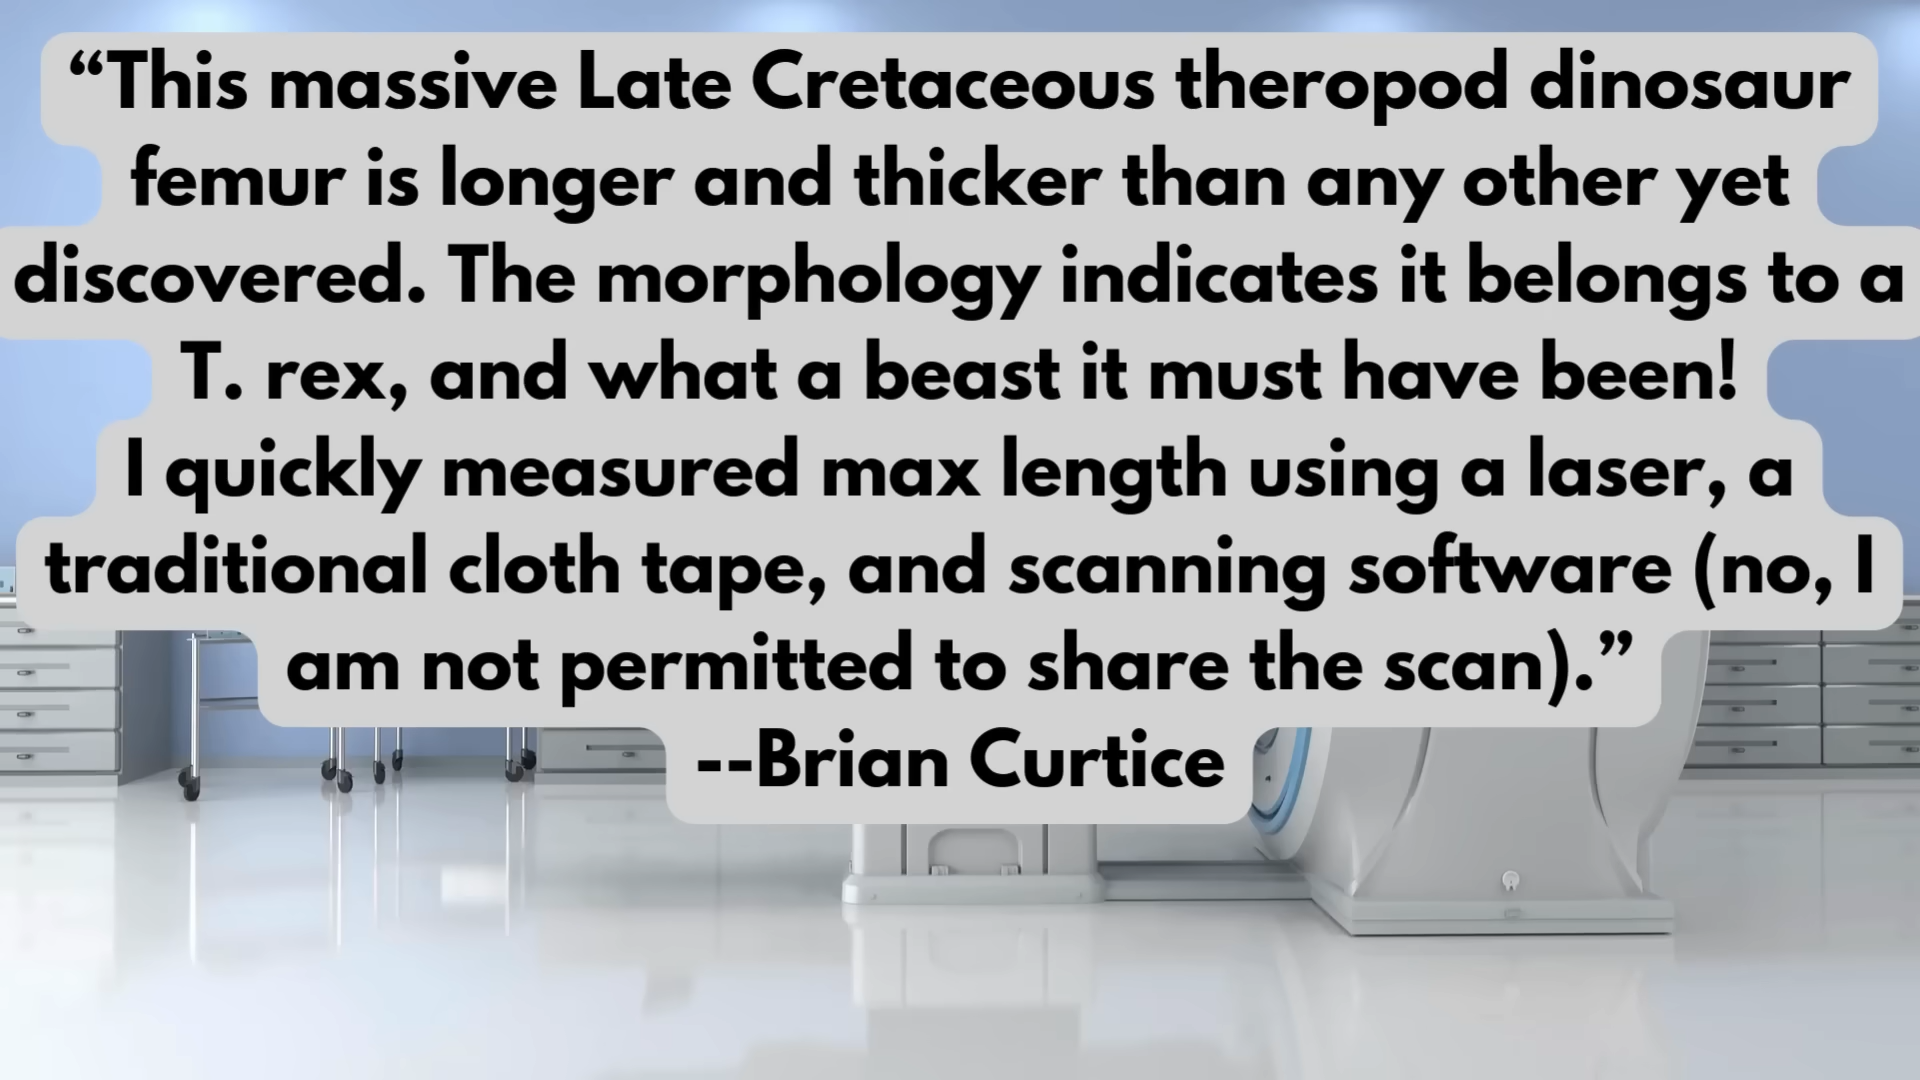 “This massive Late Cretaceous theropod dinosaur
femur is longer and thicker than any other yet
discovered. The morphology indicates it belongs to a
T. rex, and what a beast it must have been!
I quickly measured max length using a laser, a
traditional cloth tape, and scanning software (no, I
am not permitted to share the scan).”
--Brian Curtice